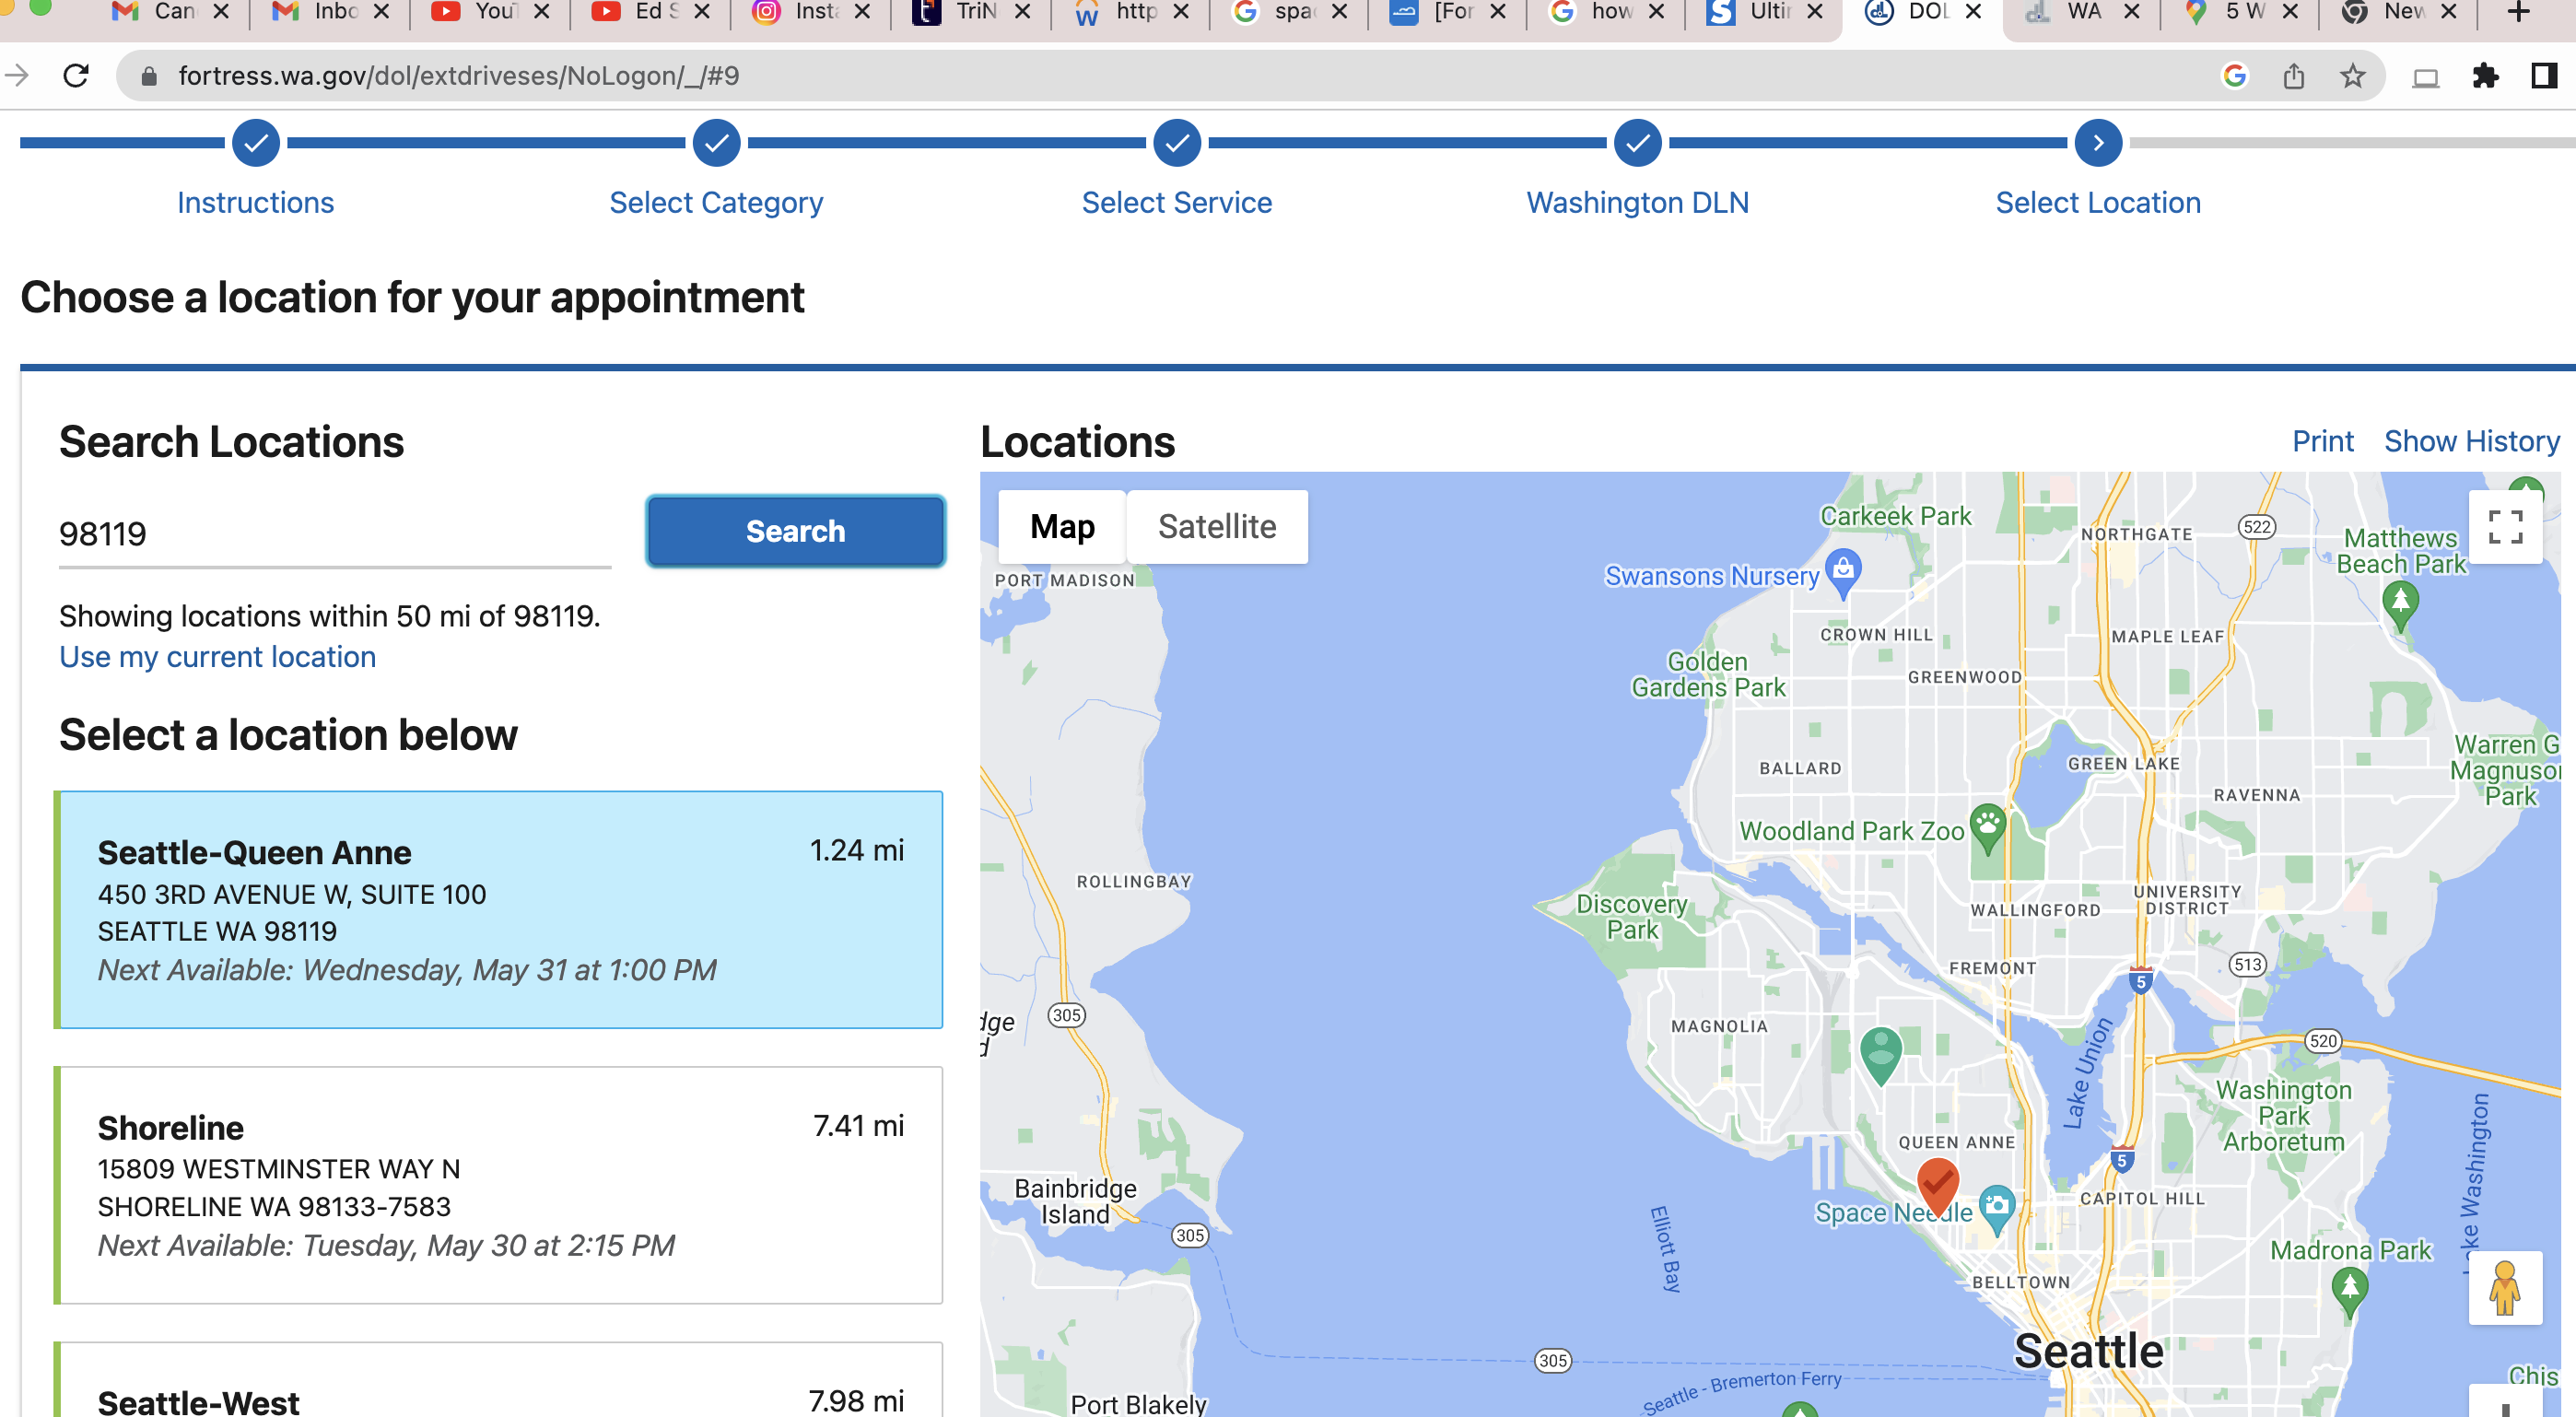 Can
Inbo
YouT
Ed S
Insta
TriN
http
spa
[For
how
Ultir
DOL
WA
5 W
New
fortress.wa.gov/dol/extdriveses/NoLogon/_/#9
Instructions
Select Category
Select Service
Washington DLN
Select Location
Choose a location for your appointment
Search Locations
98119
Search
Showing locations within 50 mi of 98119.
Use my current location
Select a location below
Seattle-Queen Anne 1.24 mi
450 3RD AVENUE W, SUITE 100
SEATTLE WA 98119
Next Available: Wednesday, May 31 at 1:00 PM
Shoreline 7.41 mi
15809 WESTMINSTER WAY N
SHORELINE WA 98133-7583
Next Available: Tuesday, May 30 at 2:15 PM
Seattle-West 7.98 mi
Locations
Print Show History
Map Satellite
Carkeek Park
NORTHGATE
522
Matthews
Beach Park
PORT MADISON
Swansons Nursery
CROWN HILL
MAPLE LEAF
Golden
Gardens Park
GREENWOOD
Warren G
Magnuso
Park
BALLARD
GREEN LAKE
RAVENNA
Woodland Park Zoo
ROLLINGBAY
Discovery
Park
WALLINGFORD
UNIVERSITY
DISTRICT
FREMONT
513
5
dge
d
305
MAGNOLIA
Lake Union
520
Washington
Park
Arboretum
QUEEN ANNE
5
Lake Washington
Bainbridge
Island
305
Space Needle
CAPITOL HILL
Elliott Bay
Madrona Park
BELLTOWN
Seattle
305
Seattle - Bremerton Ferry
Chis
Port Blakely